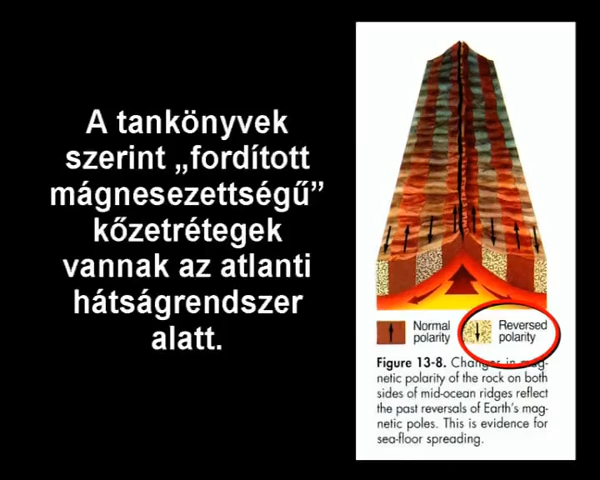 A tankönyvek
szerint „fordított
mágnesezettségű”
kőzetrétegek
vannak az atlanti
hátságrendszer
alatt.
Normal
polarity
Reversed
polarity
Figure 13-8. Changes in mag-
netic polarity of the rock on both
sides of mid-ocean ridges reflect
the past reversals of Earth's mag-
netic poles. This is evidence for
sea-floor spreading.